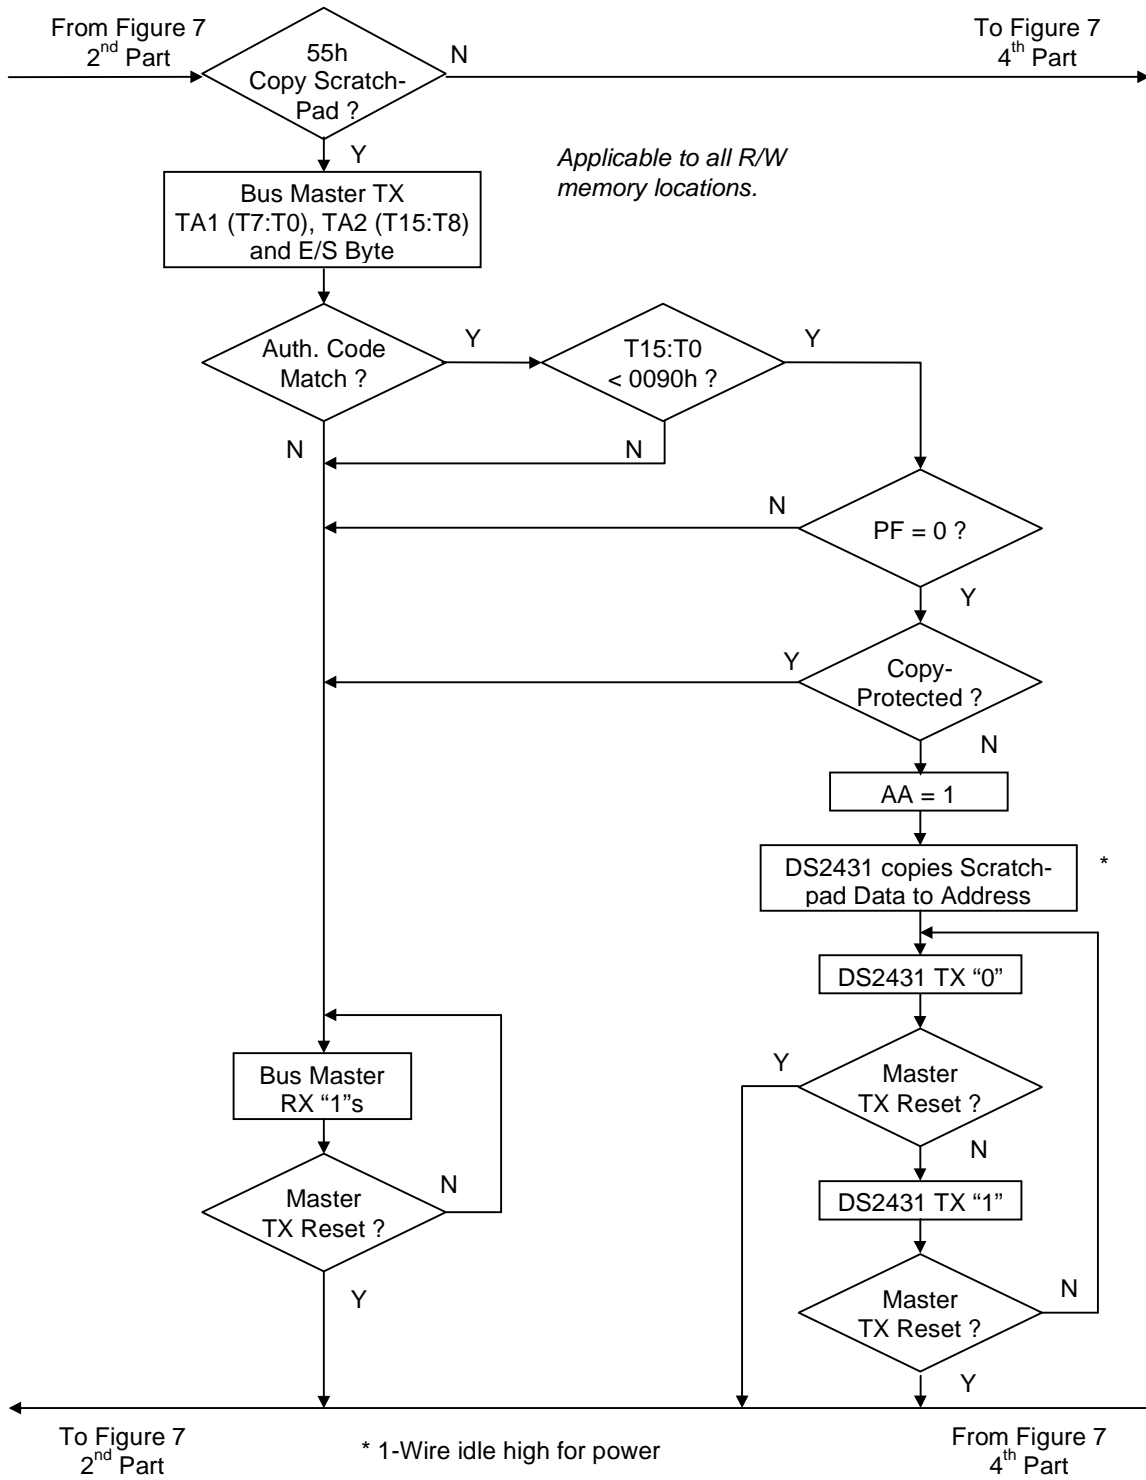 From Figure 7
2nd Part
55h
Copy Scratch-
Pad ?
N
To Figure 7
4th Part
Y
Applicable to all R/W
memory locations.
Bus Master TX
TA1 (T7:T0), TA2 (T15:T8)
and E/S Byte
Auth. Code
Match ?
Y
T15:T0
< 0090h ?
Y
N
N
N
PF = 0 ?
Y
Y
Copy-
Protected ?
N
AA = 1
DS2431 copies Scratch-
pad Data to Address
*
DS2431 TX “0”
Y
Master
TX Reset ?
N
Bus Master
RX “1”s
DS2431 TX “1”
Master
TX Reset ?
N
Y
Master
TX Reset ?
N
Y
To Figure 7
2nd Part
* 1-Wire idle high for power
From Figure 7
4th Part